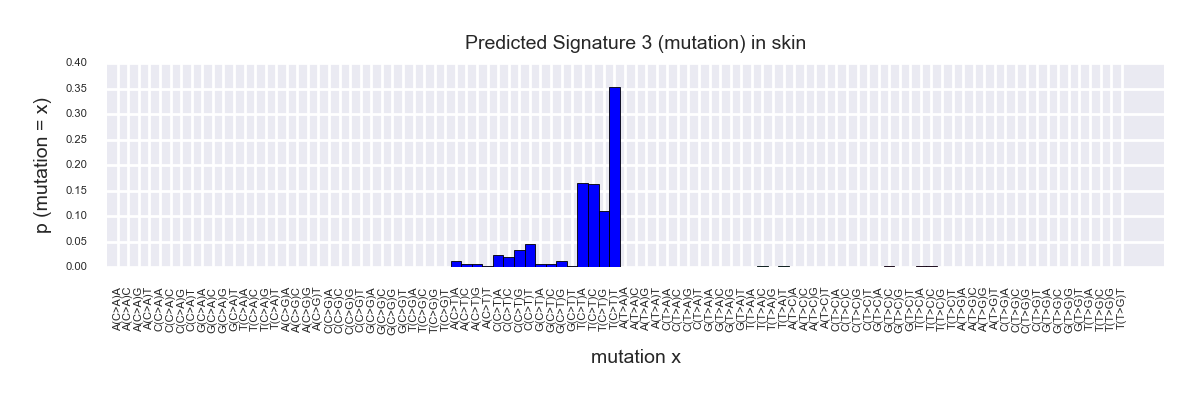 Predicted Signature 3 (mutation) in skin
p (mutation = x)
0.40
0.35
0.30
0.25
0.20
0.15
0.10
0.05
0.00
A(C>A)A
A(C>A)C
A(C>A)G
A(C>A)T
C(C>A)A
C(C>A)C
C(C>A)G
C(C>A)T
G(C>A)A
G(C>A)C
G(C>A)G
G(C>A)T
T(C>A)A
T(C>A)C
T(C>A)G
T(C>A)T
A(C>G)A
A(C>G)C
A(C>G)G
A(C>G)T
C(C>G)A
C(C>G)C
C(C>G)G
C(C>G)T
G(C>G)A
G(C>G)C
G(C>G)G
G(C>G)T
T(C>G)A
T(C>G)C
T(C>G)G
T(C>G)T
A(C>T)A
A(C>T)C
A(C>T)G
A(C>T)T
C(C>T)A
C(C>T)C
C(C>T)G
C(C>T)T
G(C>T)A
G(C>T)C
G(C>T)G
G(C>T)T
T(C>T)A
T(C>T)C
T(C>T)G
T(C>T)T
A(T>A)A
A(T>A)C
A(T>A)G
A(T>A)T
C(T>A)A
C(T>A)C
C(T>A)G
C(T>A)T
G(T>A)A
G(T>A)C
G(T>A)G
G(T>A)T
T(T>A)A
T(T>A)C
T(T>A)G
T(T>A)T
A(T>C)A
A(T>C)C
A(T>C)G
A(T>C)T
C(T>C)A
C(T>C)C
C(T>C)G
C(T>C)T
G(T>C)A
G(T>C)C
G(T>C)G
G(T>C)T
T(T>C)A
T(T>C)C
T(T>C)G
T(T>C)T
A(T>G)A
A(T>G)C
A(T>G)G
A(T>G)T
C(T>G)A
C(T>G)C
C(T>G)G
C(T>G)T
G(T>G)A
G(T>G)C
G(T>G)G
G(T>G)T
T(T>G)A
T(T>G)C
T(T>G)G
T(T>G)T
mutation x